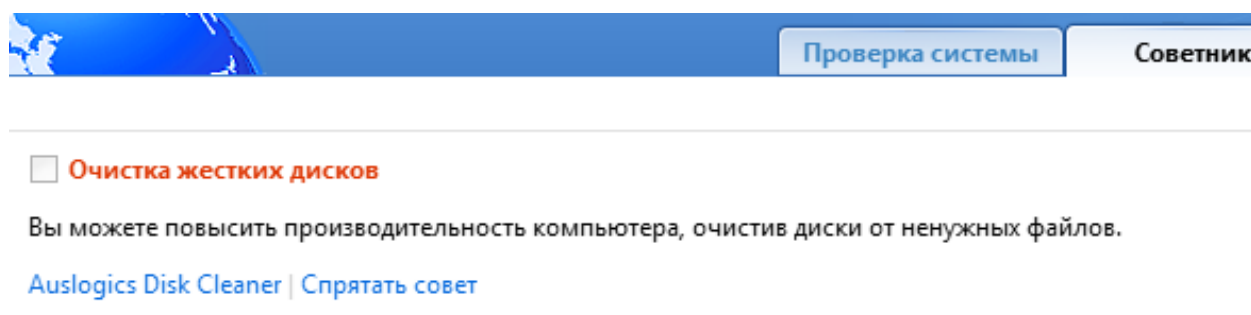 Проверка системы Советник
Очистка жестких дисков
Вы можете повысить производительность компьютера, очистив диски от ненужных файлов.
Auslogics Disk Cleaner | Спрятать совет